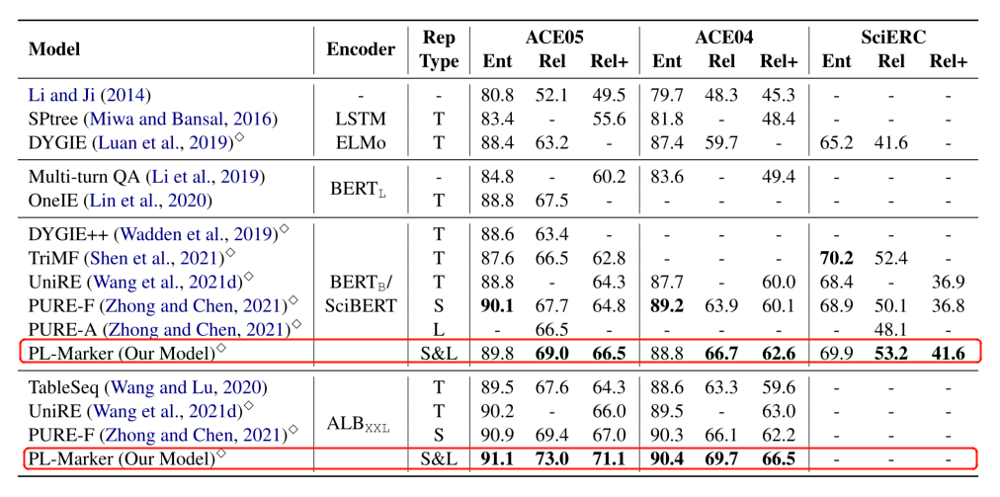 Model Encoder Rep Type ACE05 ACE04 SciERC
Ent Rel Rel+ Ent Rel Rel+ Ent Rel Rel+
Li and Ji (2014) - - 80.8 52.1 49.5 79.7 48.3 45.3 - - -
SPtree (Miwa and Bansal, 2016) LSTM T 83.4 - 55.6 81.8 - 48.4 - - -
DYGIE (Luan et al., 2019)◇ ELMo T 88.4 63.2 - 87.4 59.7 - 65.2 41.6 -
Multi-turn QA (Li et al., 2019) BERTL - 84.8 - 60.2 83.6 - 49.4 - - -
OneIE (Lin et al., 2020) T 88.8 67.5 - - - - - - -
DYGIE++ (Wadden et al., 2019)◇ BERTB/ SciBERT T 88.6 63.4 - - - - - - -
TriMF (Shen et al., 2021)◇ T 87.6 66.5 62.8 - - - 70.2 52.4 -
UniRE (Wang et al., 2021d)◇ T 88.8 - 64.3 87.7 - 60.0 68.4 - 36.9
PURE-F (Zhong and Chen, 2021)◇ S 90.1 67.7 64.8 89.2 63.9 60.1 68.9 50.1 36.8
PURE-A (Zhong and Chen, 2021)◇ L - 66.5 - - - - - 48.1 -
PL-Marker (Our Model)◇ S&L 89.8 69.0 66.5 88.8 66.7 62.6 69.9 53.2 41.6
TableSeq (Wang and Lu, 2020) ALBXXL T 89.5 67.6 64.3 88.6 63.3 59.6 - - -
UniRE (Wang et al., 2021d)◇ T 90.2 - 66.0 89.5 - 63.0 - - -
PURE-F (Zhong and Chen, 2021)◇ S 90.9 69.4 67.0 90.3 66.1 62.2 - - -
PL-Marker (Our Model)◇ S&L 91.1 73.0 71.1 90.4 69.7 66.5 - - -